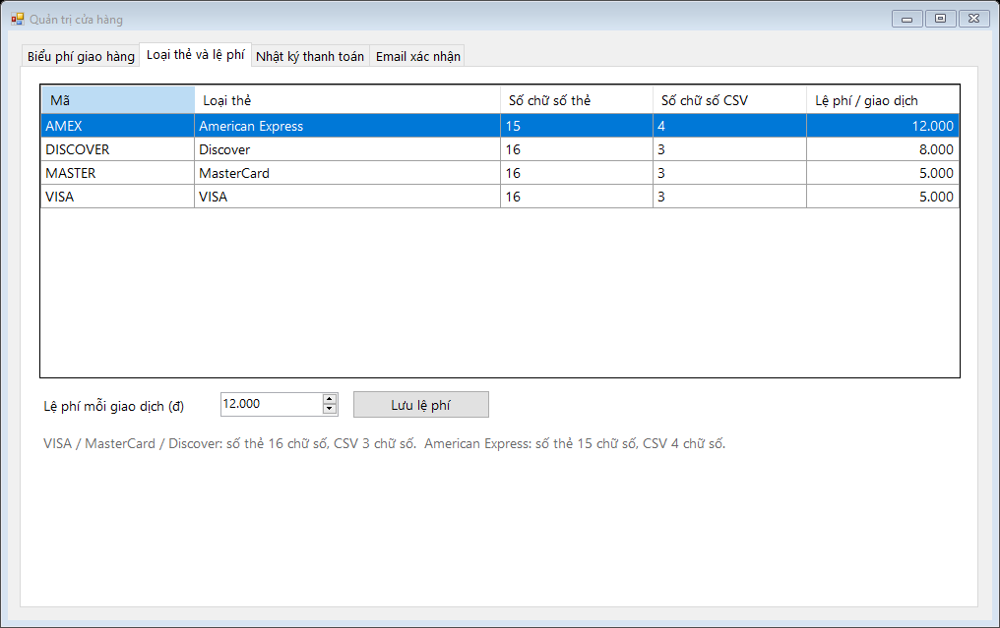 Quản trị cửa hàng
Biểu phí giao hàng Loại thẻ và lệ phí Nhật ký thanh toán Email xác nhận
Mã Loại thẻ Số chữ số thẻ Số chữ số CSV Lệ phí / giao dịch
AMEX American Express 15 4 12.000
DISCOVER Discover 16 3 8.000
MASTER MasterCard 16 3 5.000
VISA VISA 16 3 5.000
Lệ phí mỗi giao dịch (đ) 12.000 Lưu lệ phí
VISA / MasterCard / Discover: số thẻ 16 chữ số, CSV 3 chữ số. American Express: số thẻ 15 chữ số, CSV 4 chữ số.